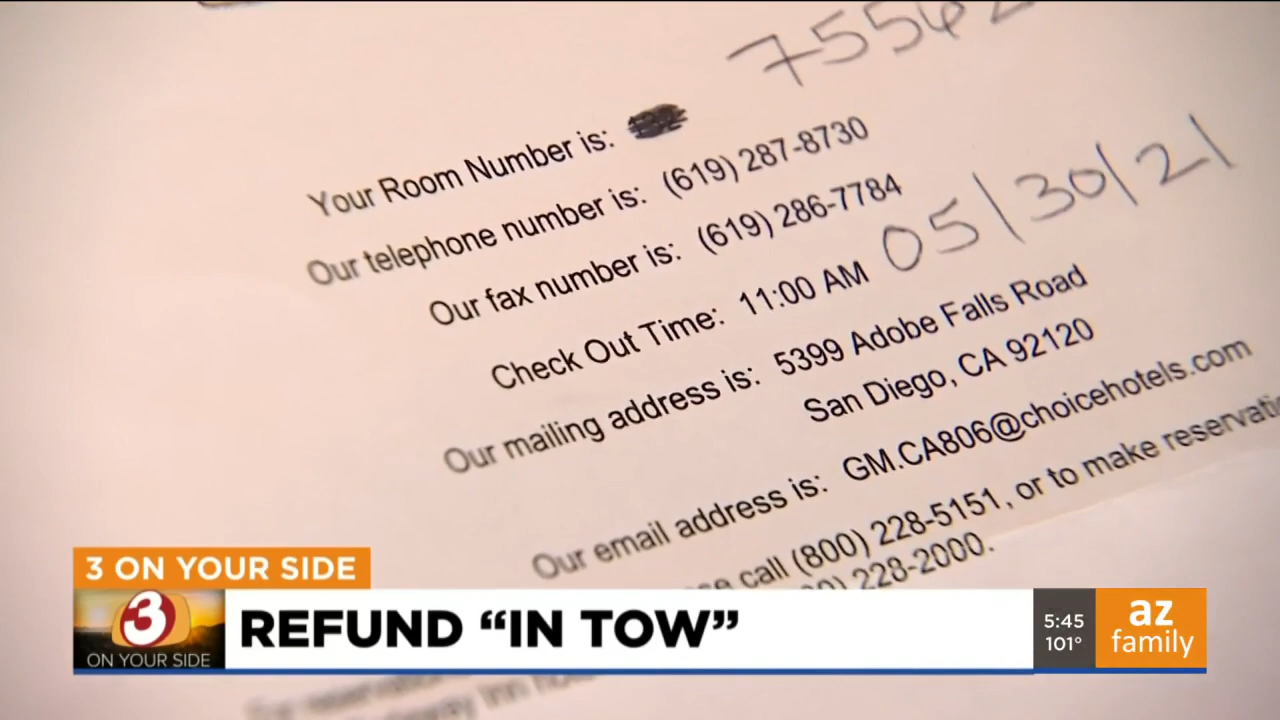 7556
Your Room Number is:
Our telephone number is: (619) 287-8730
Our fax number is: (619) 286-7784
Check Out Time: 11:00 AM 05/30/21
Our mailing address is: 5399 Adobe Falls Road
San Diego, CA 92120
Our email address is: GM.CA806@choicehotels.com
call (800) 228-5151, or to make
228-2000.
Inn
3 ON YOUR SIDE
3
ON YOUR SIDE
REFUND “IN TOW”
5:45
101°
az
family